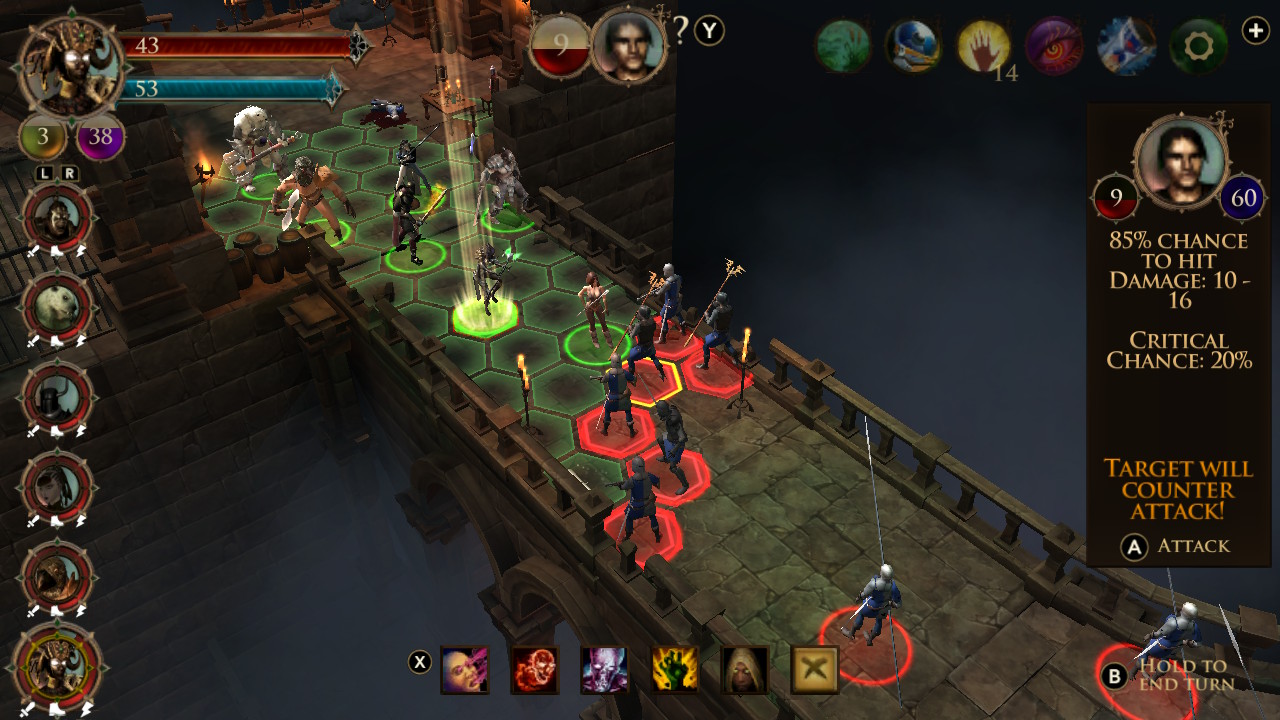 43
53
3
38
L R
9
? Y
14
+
9
60
85% CHANCE
TO HIT
DAMAGE: 10 -
16
CRITICAL
CHANCE: 20%
TARGET WILL
COUNTER
ATTACK!
A ATTACK
X
B HOLD TO
END TURN